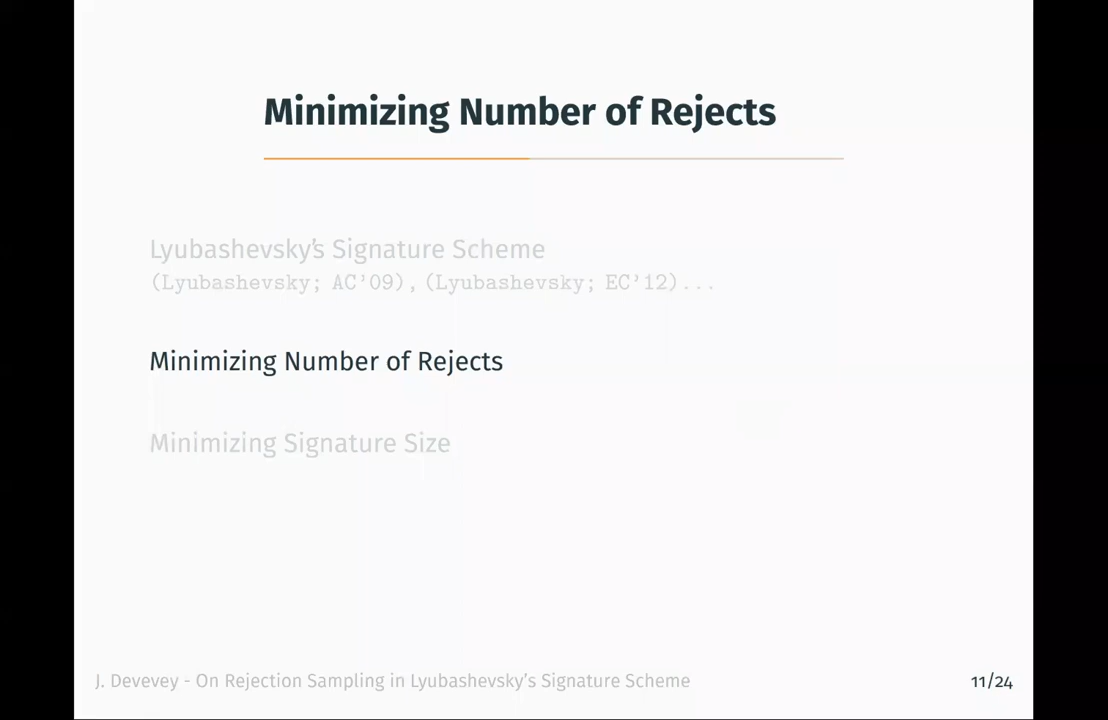 Minimizing Number of Rejects
Lyubashevsky's Signature Scheme
(Lyubashevsky; AC'09), (Lyubashevsky; EC'12)...
Minimizing Number of Rejects
Minimizing Signature Size
J. Devevey - On Rejection Sampling in Lyubashevsky's Signature Scheme
11/24